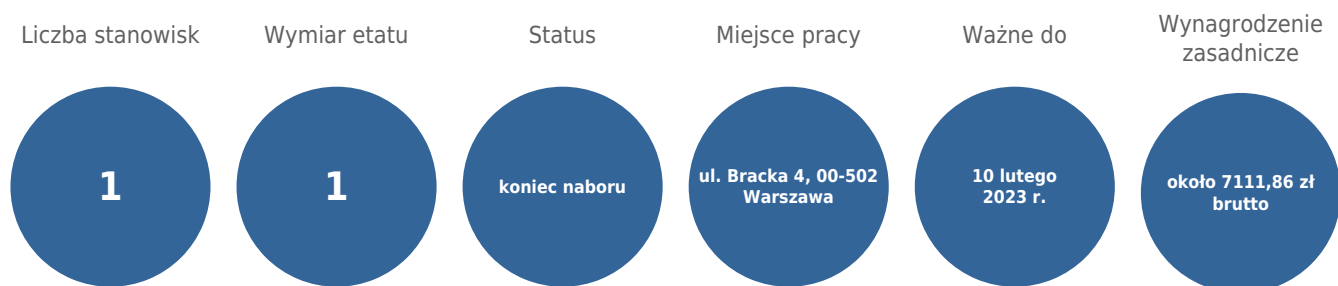 Liczba stanowisk
Wymiar etatu
Status
Miejsce pracy
Ważne do
Wynagrodzenie
zasadnicze
1
1
koniec naboru
ul. Bracka 4, 00-502
Warszawa
10 lutego
2023 r.
około 7111,86 zł
brutto